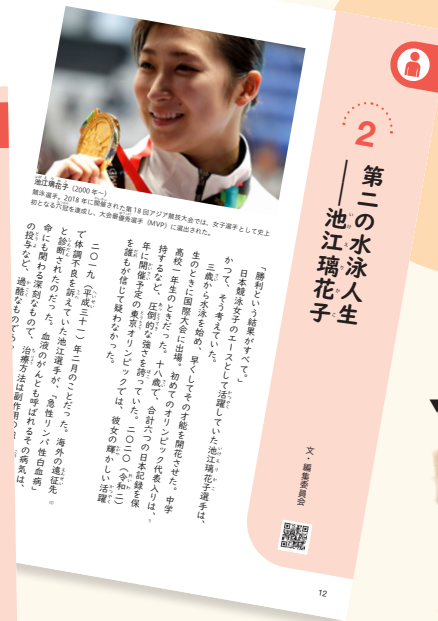 2
第二の水泳人生
──池江璃花子
文・編集委員会
池江璃花子(2000年~)
競泳選手。2018年に開催された第18回アジア競技大会では、女子選手として史上
初となる六冠を達成し、大会最優秀選手(MVP)に選出された。
「勝利という結果がすべて。」
かつて、そう考えていた。
日本競泳女子のエースとして活躍していた池江璃花子選手は、
三歳から水泳を始め、早くしてその才能を開花させた。中学
生のときに国際大会に出場。初めてのオリンピック代表入りは、
高校一年生のときだった。十八歳で、合計六つの日本記録を保
持するなど、圧倒的な強さを誇っていた。二〇二〇(令和二)
年に開催予定の東京オリンピックでは、彼女の輝かしい活躍
を誰もが信じて疑わなかった。
二〇一九(平成三十一)年二月のことだった。海外の遠征先
で体調不良を訴えていた池江選手が、「急性リンパ性白血病」
と診断されたのだった。血液のがんとも呼ばれるその病気は、
命にも関わる深刻なもので、治療方法は副作用の
の投与など、過酷なものであ
12